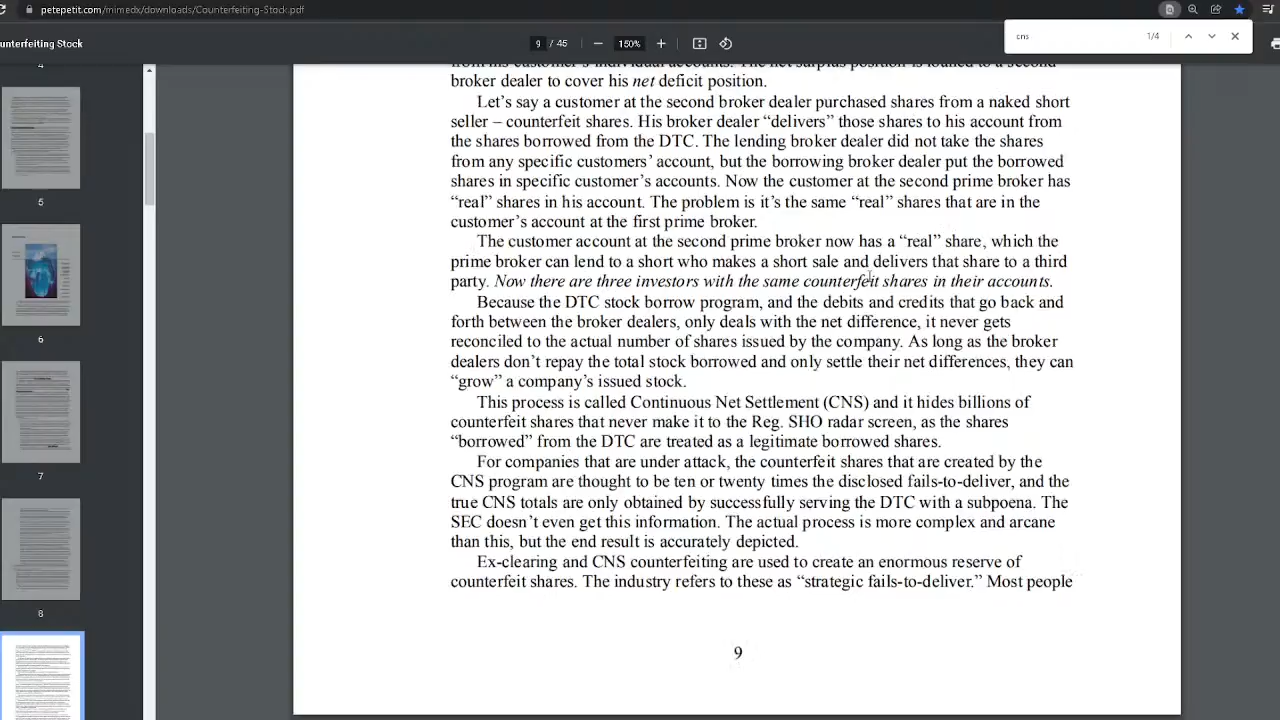 petpetit.com/mimedx/downloads/Counterfeiting-Stock.pdf
unterfeiting Stock
9 / 45
150%
cns
1/4
4
5
6
7
8
from his customers' individual accounts. The net surplus position is loaned to a second
broker dealer to cover his net deficit position.
Let’s say a customer at the second broker dealer purchased shares from a naked short
seller – counterfeit shares. His broker dealer “delivers” those shares to his account from
the shares borrowed from the DTC. The lending broker dealer did not take the shares
from any specific customers’ account, but the borrowing broker dealer put the borrowed
shares in specific customer’s accounts. Now the customer at the second prime broker has
“real” shares in his account. The problem is it’s the same “real” shares that are in the
customer’s account at the first prime broker.
The customer account at the second prime broker now has a “real” share, which the
prime broker can lend to a short who makes a short sale and delivers that share to a third
party. Now there are three investors with the same counterfeit shares in their accounts.
Because the DTC stock borrow program, and the debits and credits that go back and
forth between the broker dealers, only deals with the net difference, it never gets
reconciled to the actual number of shares issued by the company. As long as the broker
dealers don’t repay the total stock borrowed and only settle their net differences, they can
“grow” a company’s issued stock.
This process is called Continuous Net Settlement (CNS) and it hides billions of
counterfeit shares that never make it to the Reg. SHO radar screen, as the shares
“borrowed” from the DTC are treated as a legitimate borrowed shares.
For companies that are under attack, the counterfeit shares that are created by the
CNS program are thought to be ten or twenty times the disclosed fails-to-deliver, and the
true CNS totals are only obtained by successfully serving the DTC with a subpoena. The
SEC doesn’t even get this information. The actual process is more complex and arcane
than this, but the end result is accurately depicted.
Ex-clearing and CNS counterfeiting are used to create an enormous reserve of
counterfeit shares. The industry refers to these as “strategic fails-to-deliver.” Most people
9